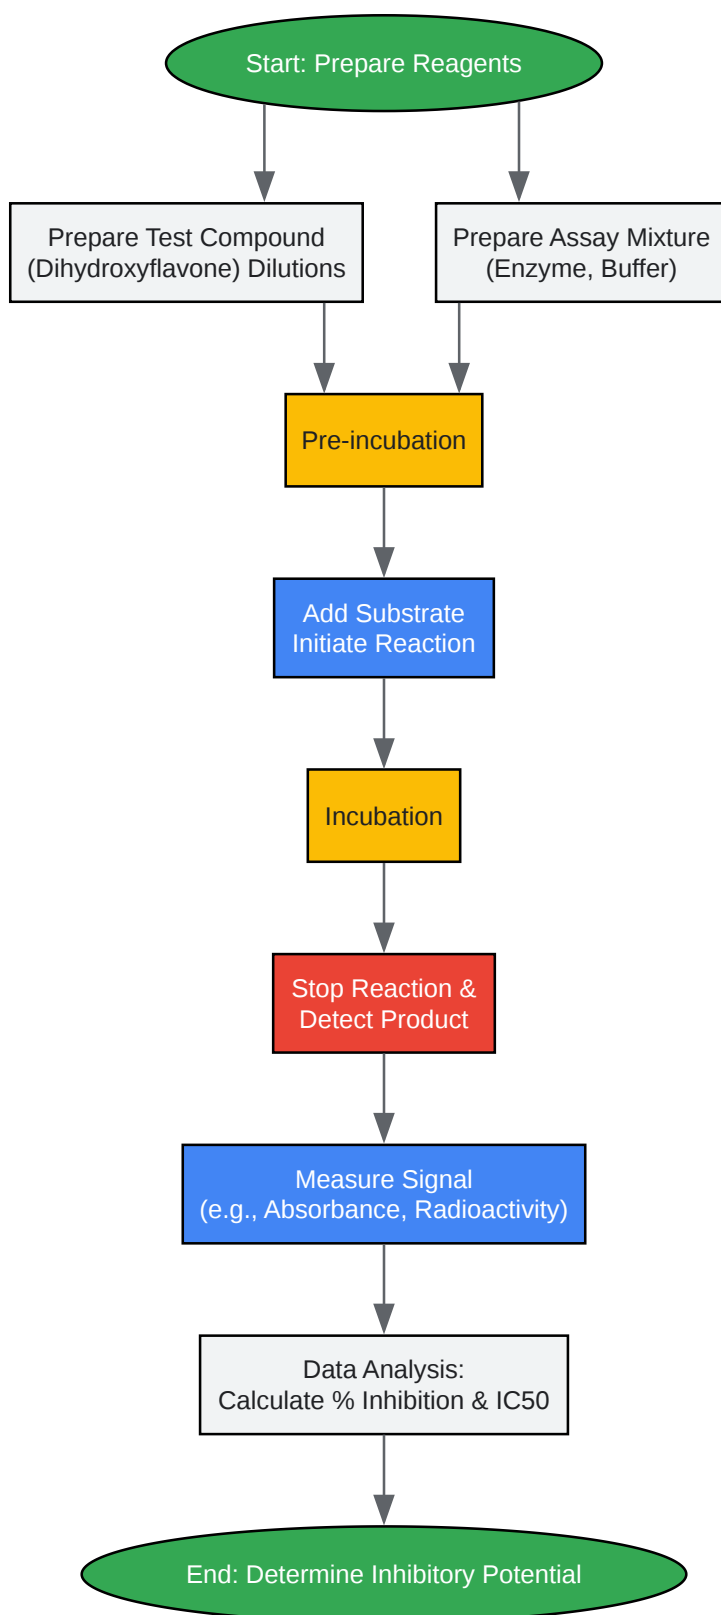 Start: Prepare Reagents
Prepare Test Compound
(Dihydroxyflavone) Dilutions
Prepare Assay Mixture
(Enzyme, Buffer)
Pre-incubation
Add Substrate
Initiate Reaction
Incubation
Stop Reaction &
Detect Product
Measure Signal
(e.g., Absorbance, Radioactivity)
Data Analysis:
Calculate % Inhibition & IC50
End: Determine Inhibitory Potential